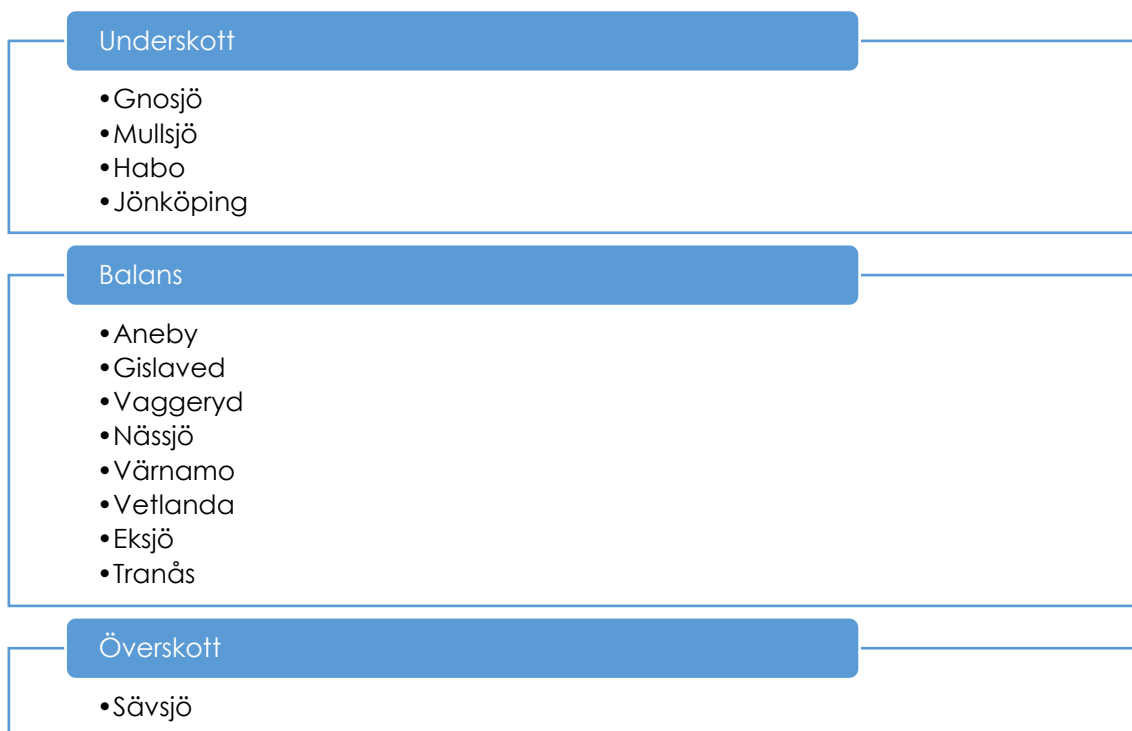 Underskott
•Gnosjö
•Mullsjö
•Habo
•Jönköping
Balans
•Aneby
•Gislaved
•Vaggeryd
•Nässjö
•Värnamo
•Vetlanda
•Eksjö
•Tranås
Överskott
•Sävsjö